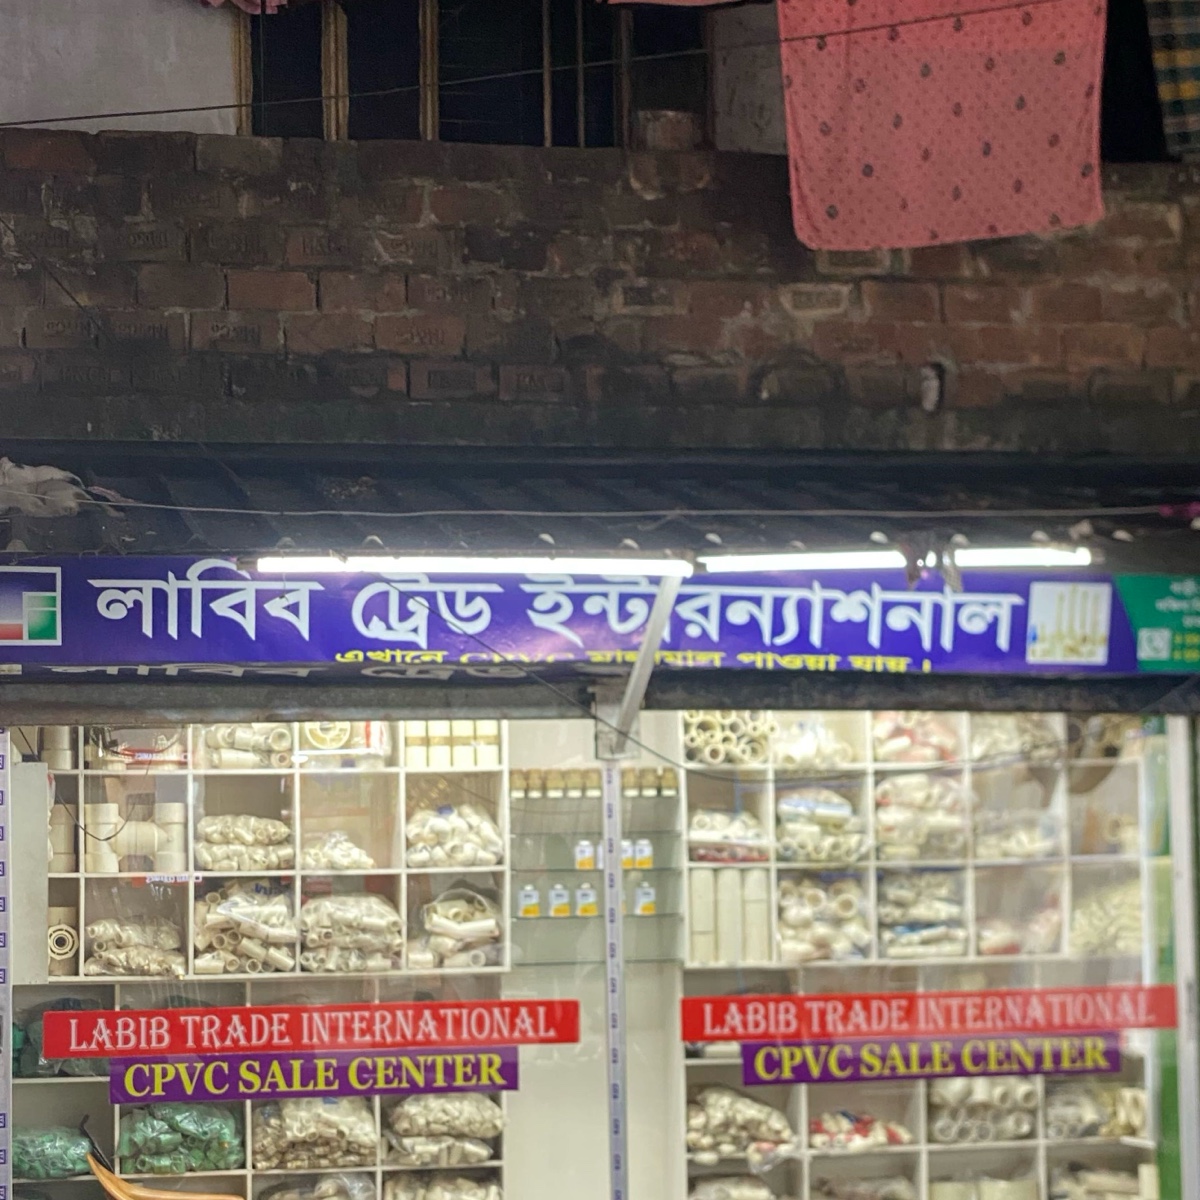 লাবিব ট্রেড ইন্টারন্যাশনাল
এখানে CPVC মালামাল পাওয়া যায়।
LABIB TRADE INTERNATIONAL
CPVC SALE CENTER
LABIB TRADE INTERNATIONAL
CPVC SALE CENTER